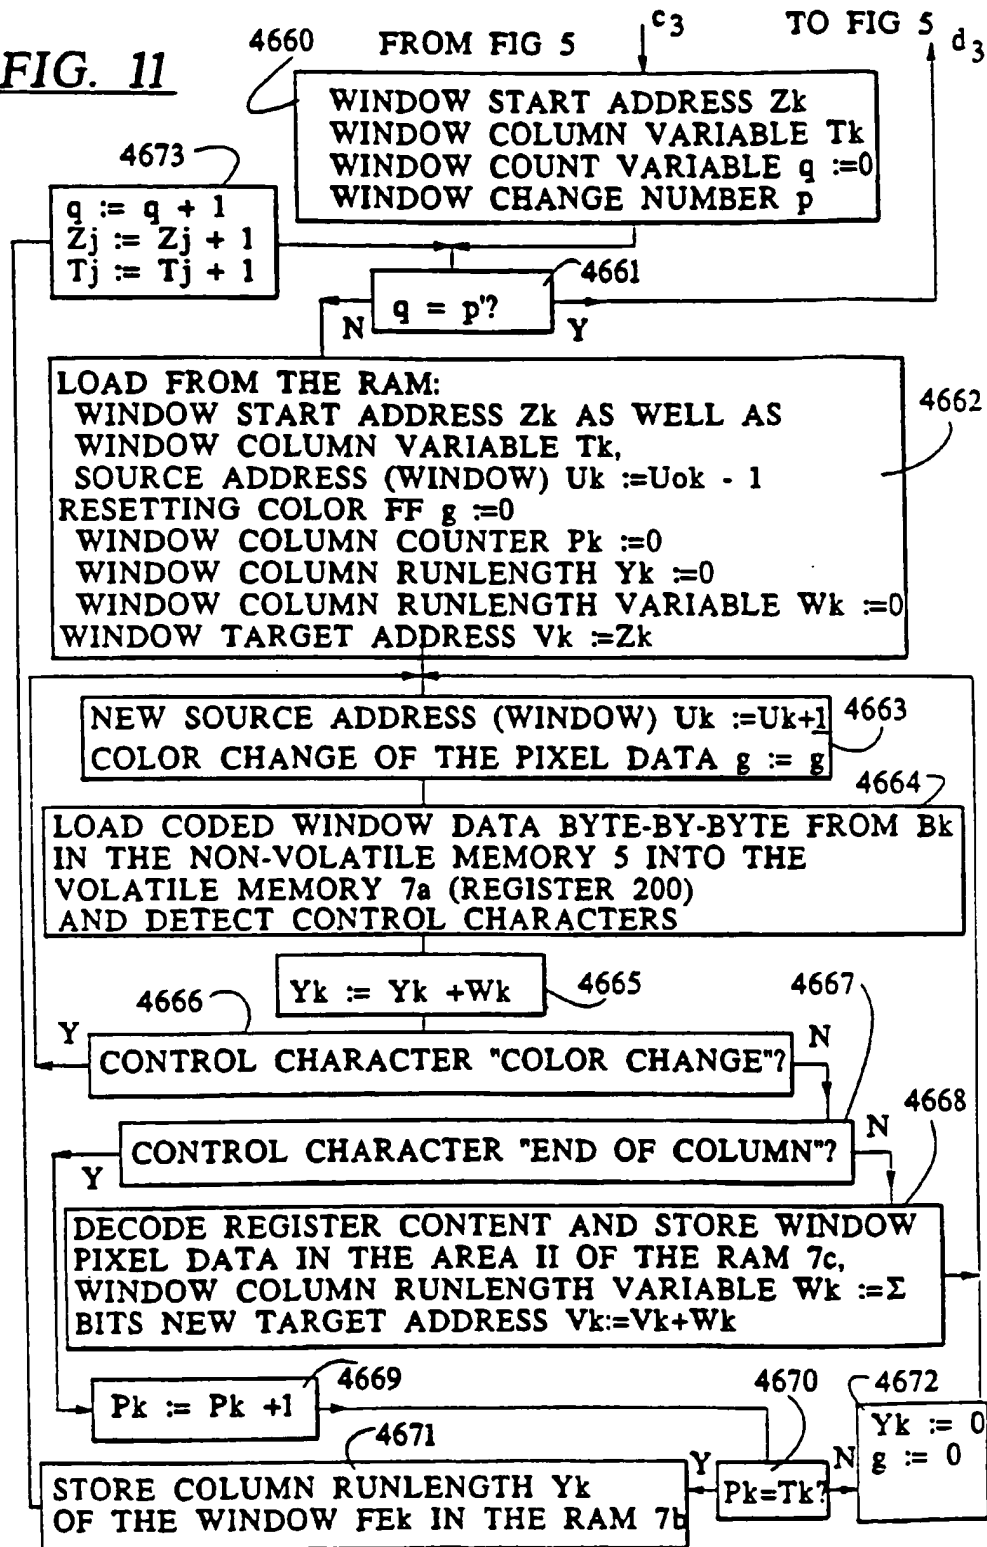 FIG. 11
4660
FROM FIG 5
c3
TO FIG 5
d3
WINDOW START ADDRESS Zk
WINDOW COLUMN VARIABLE Tk
WINDOW COUNT VARIABLE q :=0
WINDOW CHANGE NUMBER p
4673
q := q + 1
Zj := Zj + 1
Tj := Tj + 1
4661
q = p'?
N
Y
4662
LOAD FROM THE RAM:
WINDOW START ADDRESS Zk AS WELL AS
WINDOW COLUMN VARIABLE Tk,
SOURCE ADDRESS (WINDOW) Uk :=Uok - 1
RESETTING COLOR FF g :=0
WINDOW COLUMN COUNTER Pk :=0
WINDOW COLUMN RUNLENGTH Yk :=0
WINDOW COLUMN RUNLENGTH VARIABLE Wk :=0
WINDOW TARGET ADDRESS Vk :=Zk
NEW SOURCE ADDRESS (WINDOW) Uk :=Uk+1
COLOR CHANGE OF THE PIXEL DATA g := g̅
4663
4664
LOAD CODED WINDOW DATA BYTE-BY-BYTE FROM Bk
IN THE NON-VOLATILE MEMORY 5 INTO THE
VOLATILE MEMORY 7a (REGISTER 200)
AND DETECT CONTROL CHARACTERS
Yk := Yk +Wk
4665
4666
4667
Y
CONTROL CHARACTER "COLOR CHANGE"?
N
4668
CONTROL CHARACTER "END OF COLUMN"?
N
Y
DECODE REGISTER CONTENT AND STORE WINDOW
PIXEL DATA IN THE AREA II OF THE RAM 7c,
WINDOW COLUMN RUNLENGTH VARIABLE Wk :=Σ
BITS NEW TARGET ADDRESS Vk:=Vk+Wk
4669
Pk := Pk +1
4670
4672
Yk := 0
g := 0
4671
Y
Pk=Tk?
N
STORE COLUMN RUNLENGTH Yk
OF THE WINDOW FEk IN THE RAM 7b